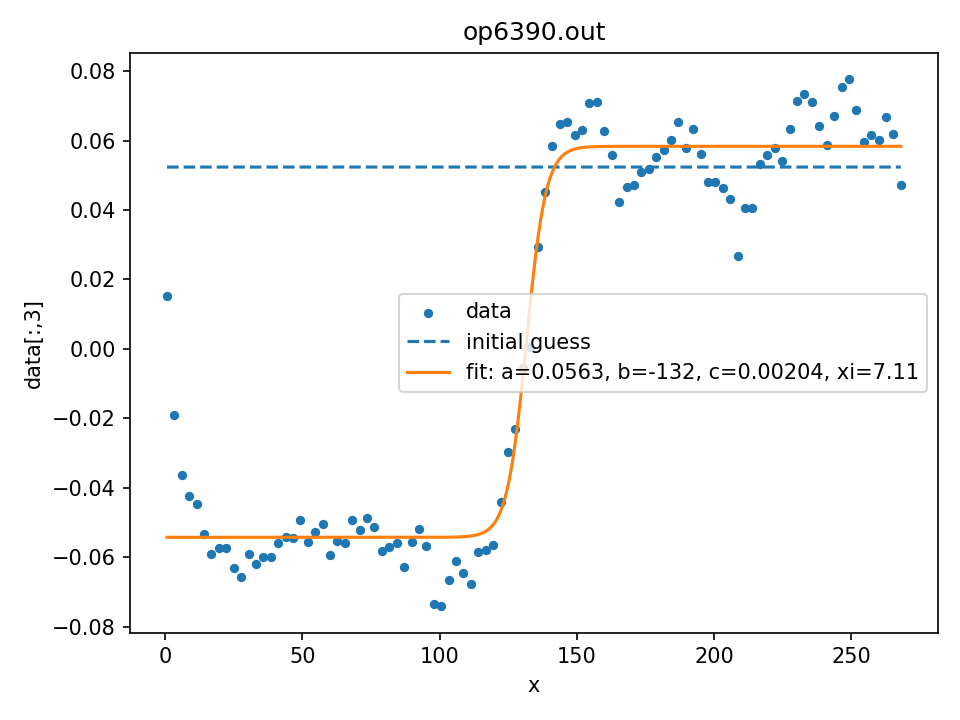 op6390.out
0.08
0.06
0.04
0.02
0.00
−0.02
−0.04
−0.06
−0.08
data[:,3]
data
initial guess
fit: a=0.0563, b=-132, c=0.00204, xi=7.11
0 50 100 150 200 250
x